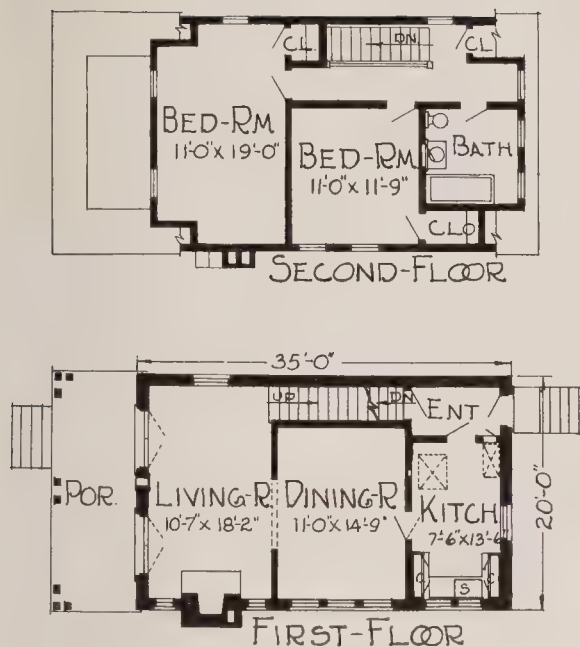 CL.
DN.
CL
BED-RM
11'-0" X 19'-0"
BED-RM
11'-0" X 11'-9"
BATH
CLO
SECOND-FLOOR
35'-0"
UP
DN.
ENT
20'-0"
POR.
LIVING-R
10'-7" X 18'-2"
DINING-R
11'-0" X 14'-9"
KITCH
7'-6" X 13'-6
C
S
C
FIRST-FLOOR